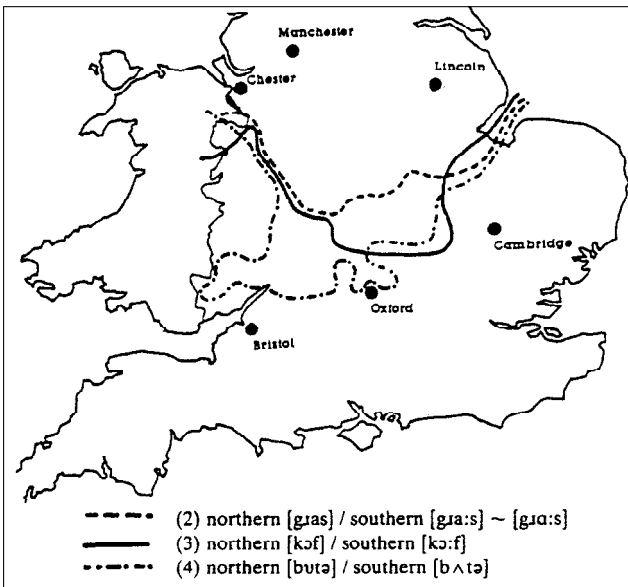 Manchester
Chester
Lincoln
Cambridge
Oxford
Bristol
(2) northern [gɹas] / southern [gɹa:s] ~ [gɹɑ:s]
(3) northern [kɔf] / southern [kɔ:f]
(4) northern [bʊtə] / southern [bʌtə]